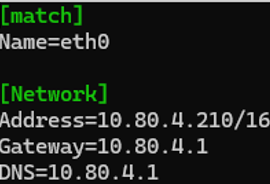 [match]
Name=eth0
[Network]
Address=10.80.4.210/16
Gateway=10.80.4.1
DNS=10.80.4.1